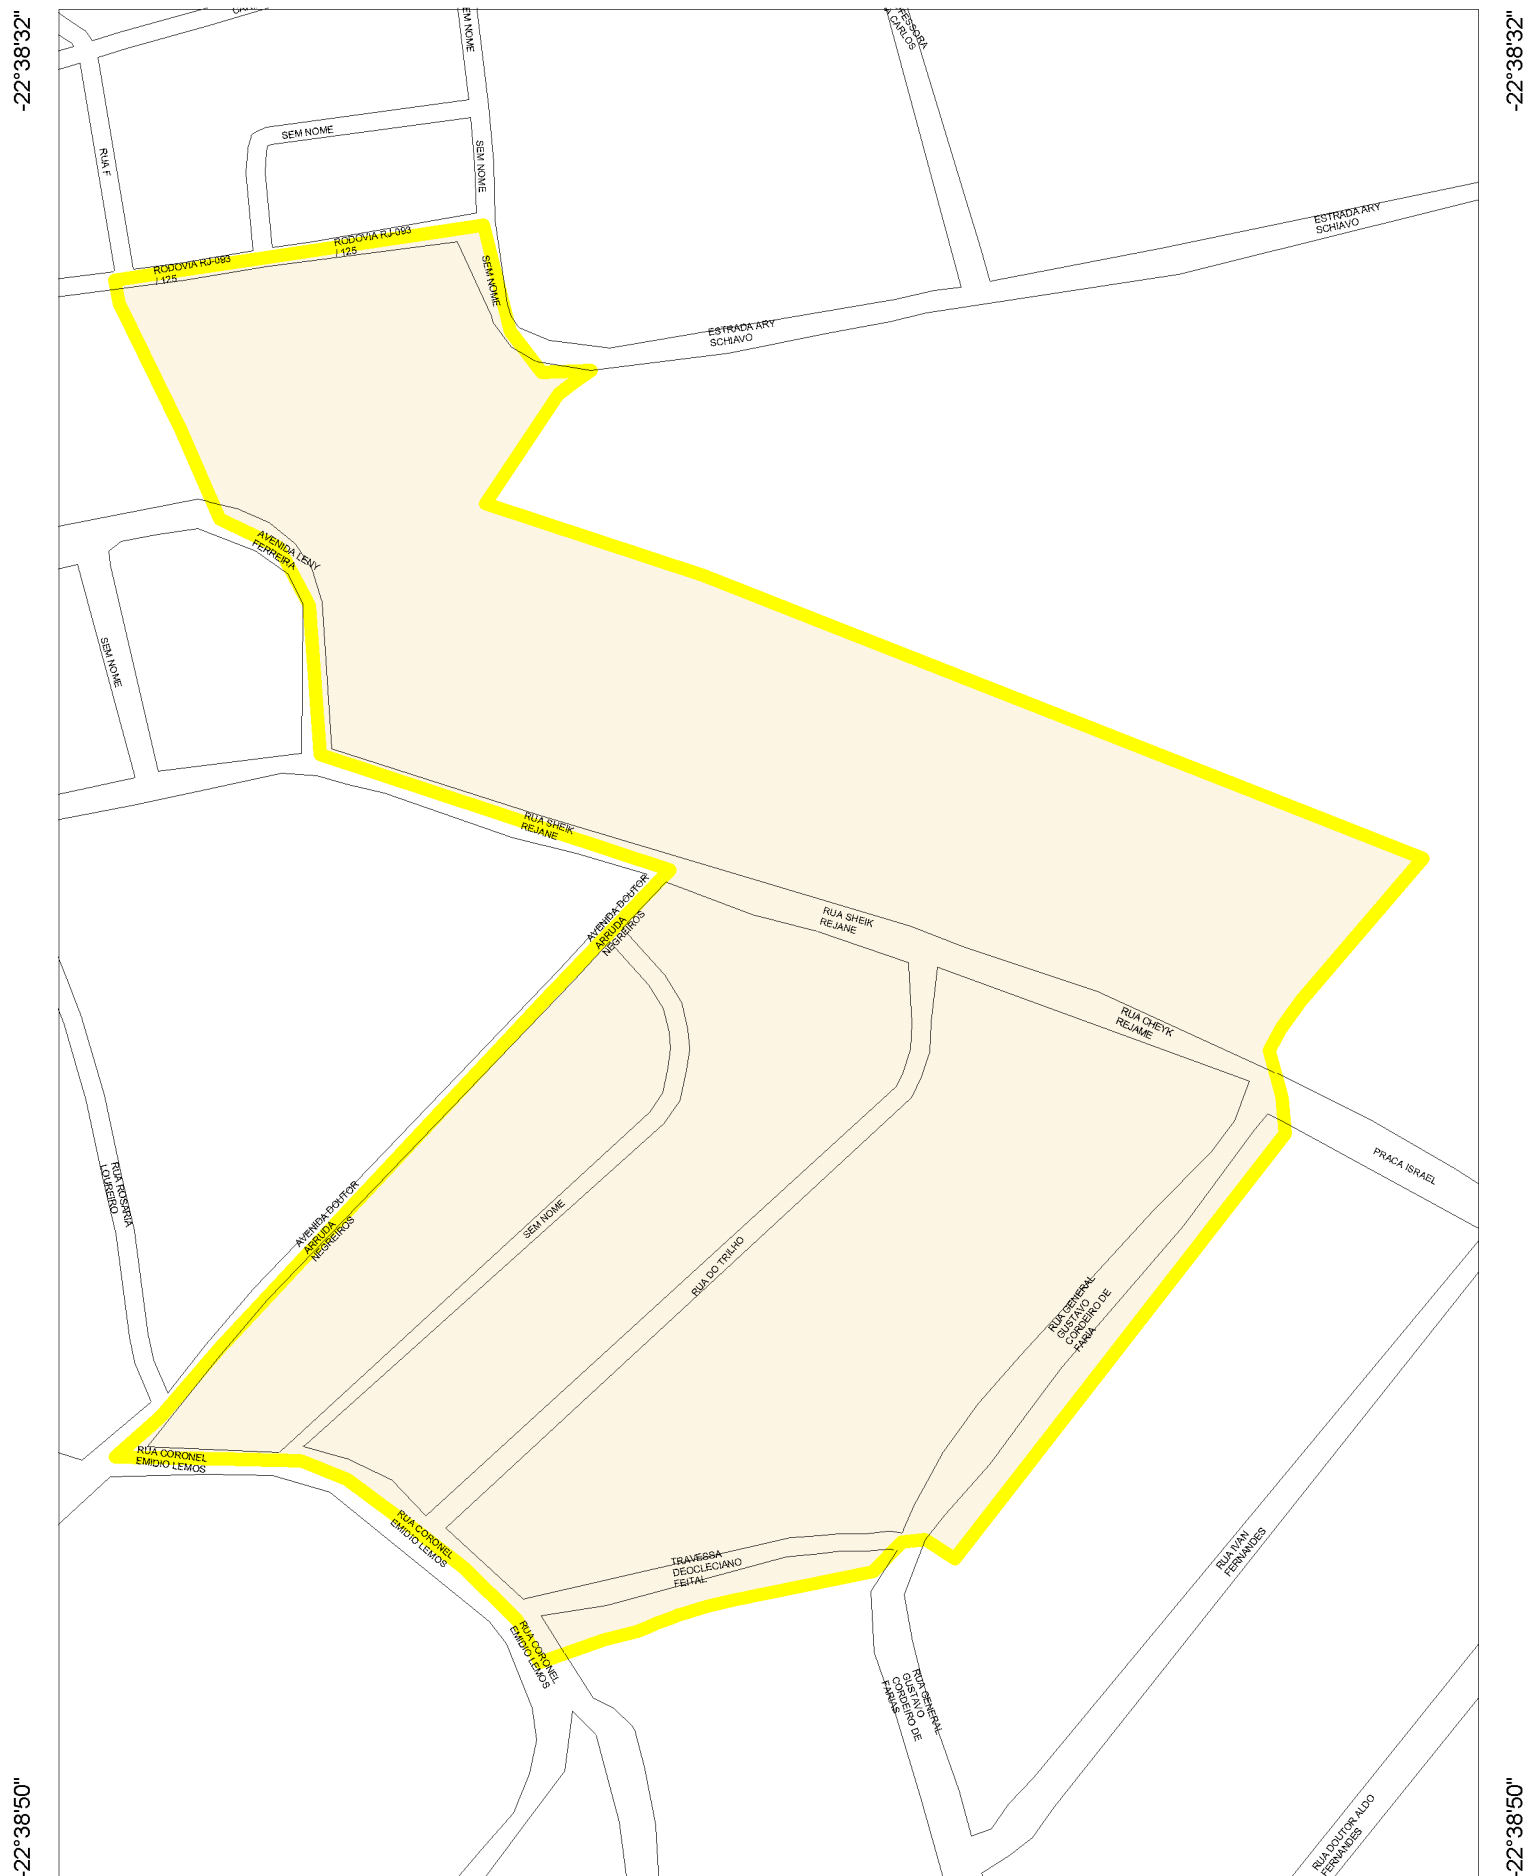 -22°38'32"
-22°38'32"
EM NOME
FESSORA
A CARLOS
SEM NOME
RUA F
SEM NOME
ESTRADA ARY
SCHIAVO
RODOVIA RJ-093
/ 125
RODOVIA RJ-093
/ 125
SEM NOME
ESTRADA ARY
SCHIAVO
AVENIDA LENY
FERREIRA
SEM NOME
RUA SHEIK
REJANE
AVENIDA DOUTOR
ARRUDA
NEGREIROS
RUA SHEIK
REJANE
RUA CHEYK
REJAME
PRACA ISRAEL
RUA ROSARIA
LOUREIRO
AVENIDA DOUTOR
ARRUDA
NEGREIROS
SEM NOME
RUA DO TRILHO
RUA GENERAL
GUSTAVO
CORDEIRO DE
FARIA
RUA CORONEL
EMIDIO LEMOS
RUA CORONEL
EMIDIO LEMOS
TRAVESSA
DEOCLECIANO
FEITAL
RUA IVAN
FERNANDES
RUA CORONEL
EMIDIO LEMOS
RUA GENERAL
GUSTAVO
CORDEIRO DE
FARIAS
RUA DOUTOR ALDO
FERNANDES
-22°38'50"
-22°38'50"